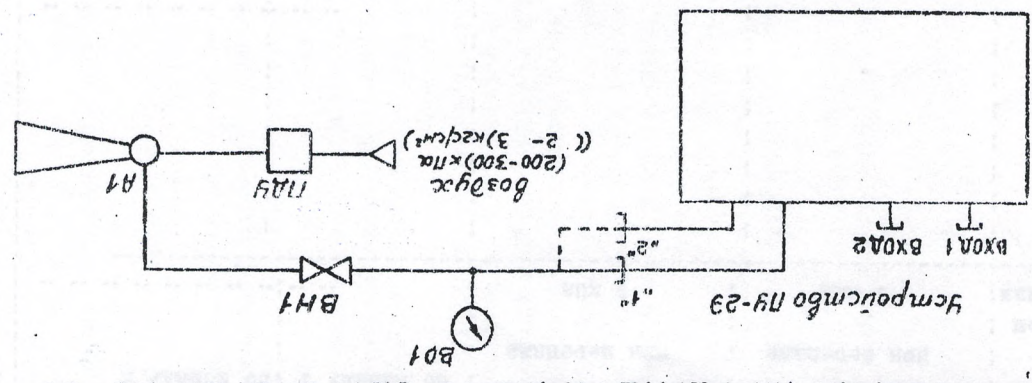 ВО1
Устройство ПУ-2Э
„1"
ВН1
ВХОД 1
ВХОД 2
„2"
Воздух
(200-300) кПа
((2-3) кгс/см²)
ПДУ
А1